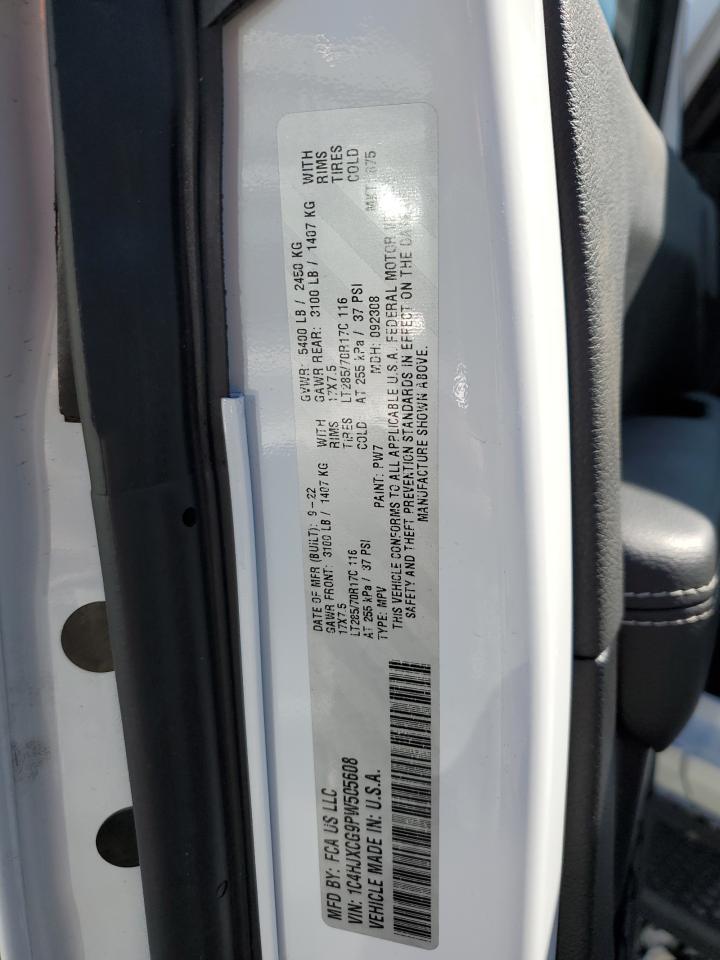 MFD BY: FCA US LLC
VIN: 1C4HJXCG9PW505608
VEHICLE MADE IN: U.S.A.
DATE OF MFR (BUILT): 9-22 GVWR: 5400 LB / 2450 KG
GAWR FRONT: 3100 LB / 1407 KG WITH GAWR REAR: 3100 LB / 1407 KG WITH
17X7.5 RIMS 17X7.5 RIMS
LT285/70R17C 116 TIRES LT285/70R17C 116 TIRES
AT 255 kPa / 37 PSI COLD AT 255 kPa / 37 PSI COLD
TYPE: MPV PAINT: PW7 MDH: 092308
THIS VEHICLE CONFORMS TO ALL APPLICABLE U.S.A. FEDERAL MOTOR
SAFETY AND THEFT PREVENTION STANDARDS IN EFFECT ON THE
MANUFACTURE SHOWN ABOVE.